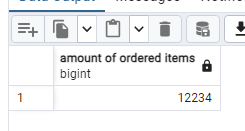 amount of ordered items
bigint
1 12234